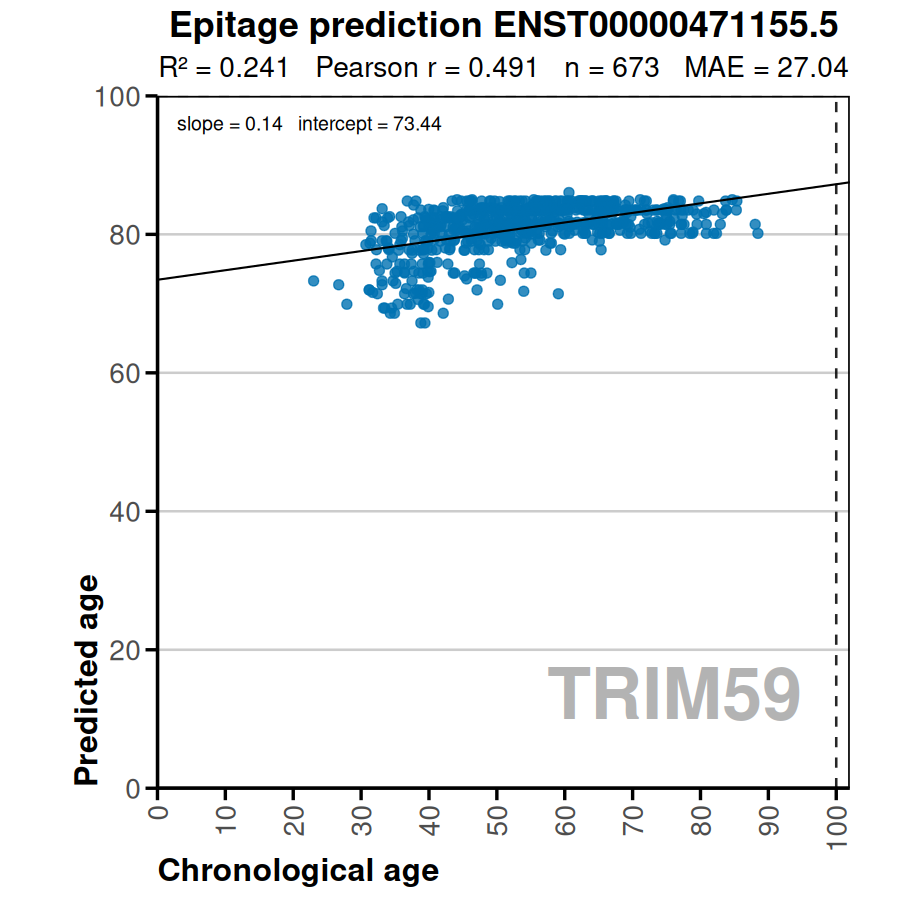 Epitage prediction ENST00000471155.5
R² = 0.241 Pearson r = 0.491 n = 673 MAE = 27.04
slope = 0.14 intercept = 73.44
100
80
60
40
20
0
Predicted age
TRIM59
0 10 20 30 40 50 60 70 80 90 100
Chronological age